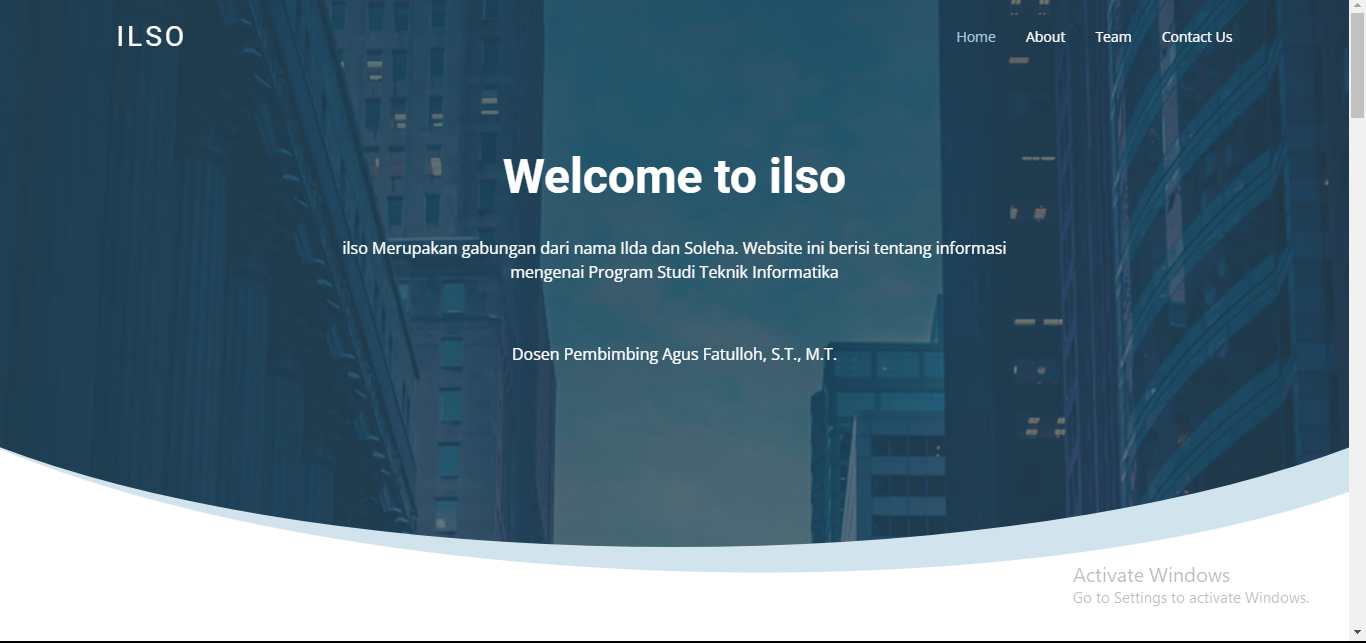 ILSO
Home About Team Contact Us
Welcome to ilso
ilso Merupakan gabungan dari nama Ilda dan Soleha. Website ini berisi tentang informasi
mengenai Program Studi Teknik Informatika
Dosen Pembimbing Agus Fatulloh, S.T., M.T.
Activate Windows
Go to Settings to activate Windows.